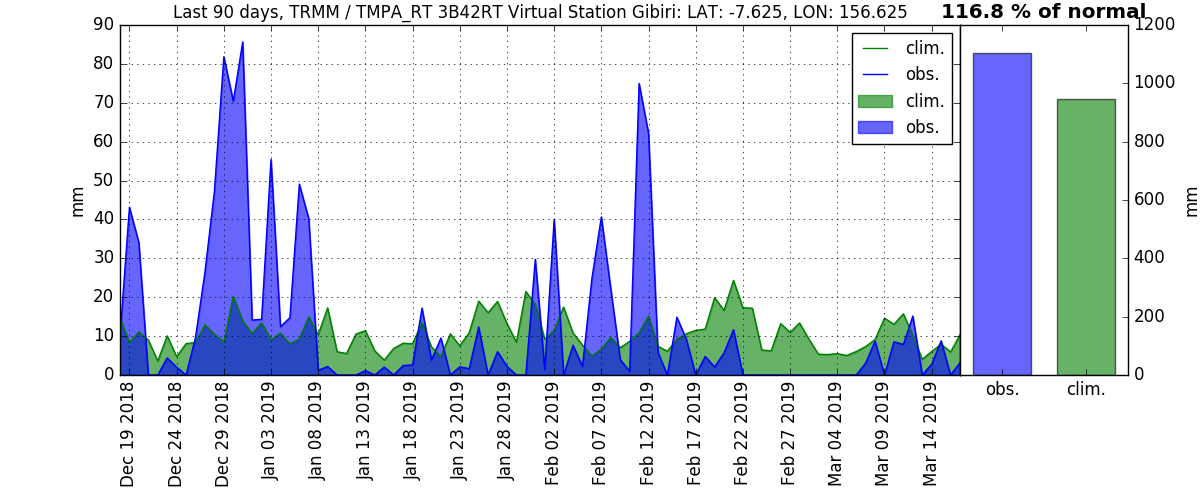 Last 90 days, TRMM / TMPA_RT 3B42RT Virtual Station Gibiri: LAT: -7.625, LON: 156.625
116.8 % of normal
90
80
70
60
50
40
30
20
10
0
mm
clim.
obs.
clim.
obs.
1200
1000
800
600
400
200
0
mm
obs.
clim.
Dec 19 2018
Dec 24 2018
Dec 29 2018
Jan 03 2019
Jan 08 2019
Jan 13 2019
Jan 18 2019
Jan 23 2019
Jan 28 2019
Feb 02 2019
Feb 07 2019
Feb 12 2019
Feb 17 2019
Feb 22 2019
Feb 27 2019
Mar 04 2019
Mar 09 2019
Mar 14 2019